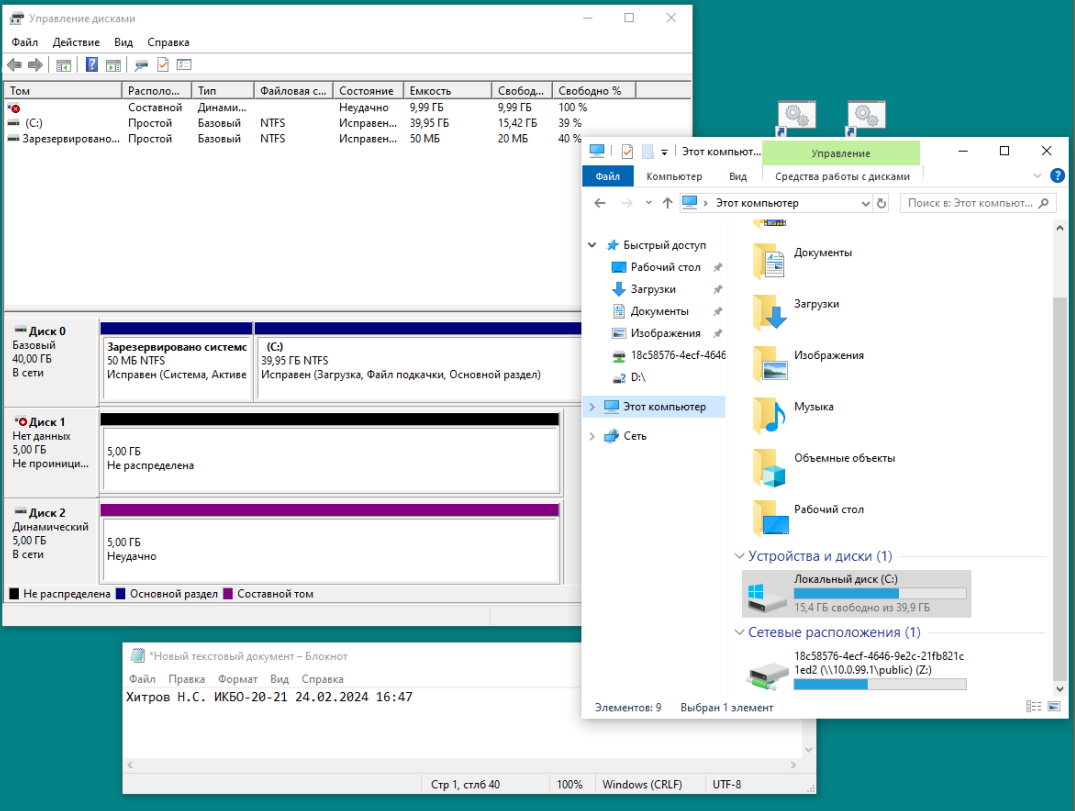 Управление дисками
Файл Действие Вид Справка
Том Располо... Тип Файловая с... Состояние Емкость Свобод... Свободно %
Составной Динами... Неудачно 9,99 ГБ 9,99 ГБ 100 %
(C:) Простой Базовый NTFS Исправен... 39,95 ГБ 15,42 ГБ 39 %
Зарезервировано... Простой Базовый NTFS Исправен... 50 МБ 20 МБ 40 %
Диск 0
Базовый
40,00 ГБ
В сети
Зарезервировано системс
50 МБ NTFS
Исправен (Система, Активе
(C:)
39,95 ГБ NTFS
Исправен (Загрузка, Файл подкачки, Основной раздел)
Диск 1
Нет данных
5,00 ГБ
Не проиници...
5,00 ГБ
Не распределена
Диск 2
Динамический
5,00 ГБ
В сети
5,00 ГБ
Неудачно
Не распределена Основной раздел Составной том
Этот компьют... Управление
Файл Компьютер Вид Средства работы с дисками
Этот компьютер
Поиск в: Этот компьют...
Быстрый доступ
Рабочий стол
Загрузки
Документы
Изображения
18c58576-4ecf-4646
D:\
Этот компьютер
Сеть
Документы
Загрузки
Изображения
Музыка
Объемные объекты
Рабочий стол
Устройства и диски (1)
Локальный диск (C:)
15,4 ГБ свободно из 39,9 ГБ
Сетевые расположения (1)
18c58576-4ecf-4646-9e2c-21fb821c
1ed2 (\\10.0.99.1\public) (Z:)
Элементов: 9 Выбран 1 элемент
*Новый текстовый документ – Блокнот
Файл Правка Формат Вид Справка
Хитров Н.С. ИКБО-20-21 24.02.2024 16:47
Стр 1, стлб 40 100% Windows (CRLF) UTF-8